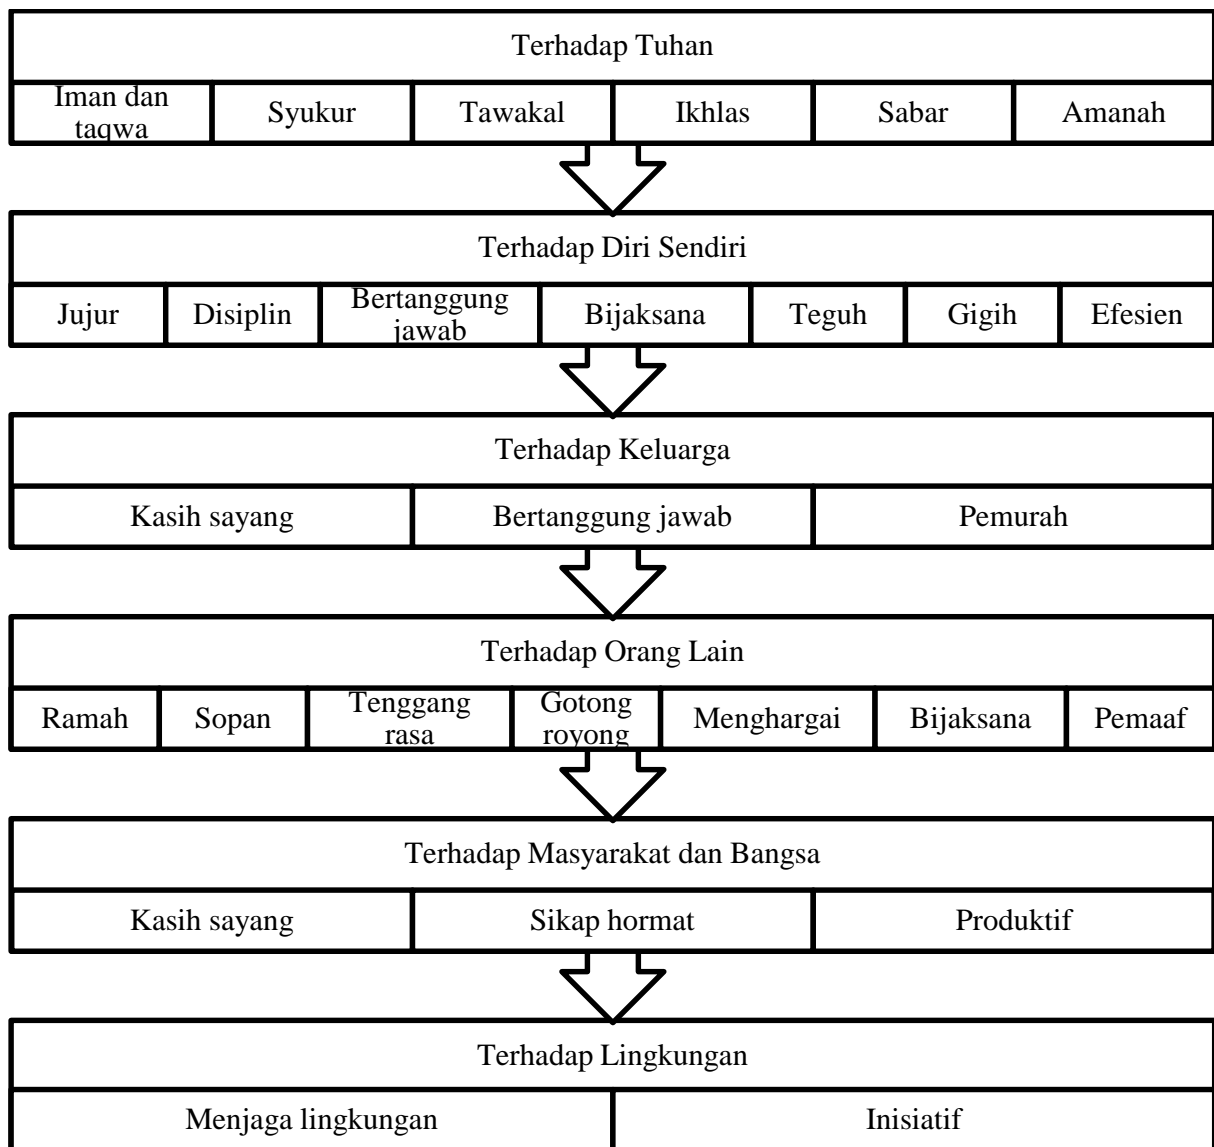 Terhadap Tuhan
Iman dan
taqwa
Syukur
Tawakal
Ikhlas
Sabar
Amanah
Terhadap Diri Sendiri
Jujur
Disiplin
Bertanggung
jawab
Bijaksana
Teguh
Gigih
Efesien
Terhadap Keluarga
Kasih sayang
Bertanggung jawab
Pemurah
Terhadap Orang Lain
Ramah
Sopan
Tenggang
rasa
Gotong
royong
Menghargai
Bijaksana
Pemaaf
Terhadap Masyarakat dan Bangsa
Kasih sayang
Sikap hormat
Produktif
Terhadap Lingkungan
Menjaga lingkungan
Inisiatif